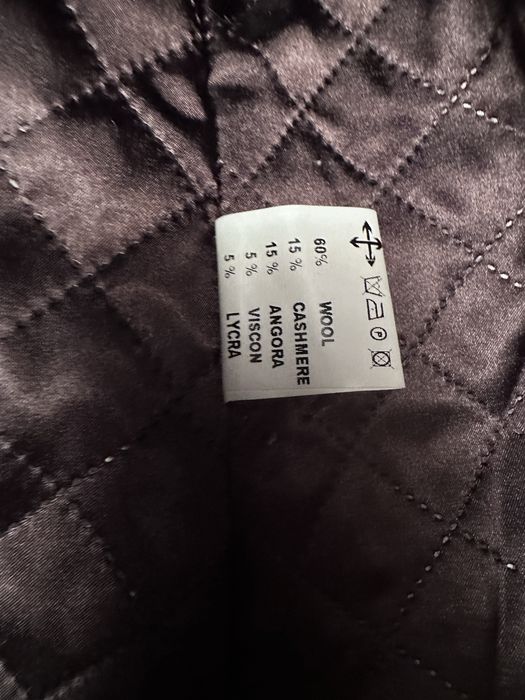 60% WOOL
15 % CASHMERE
15 % ANGORA
5 % VISCON
5 % LYCRA
P